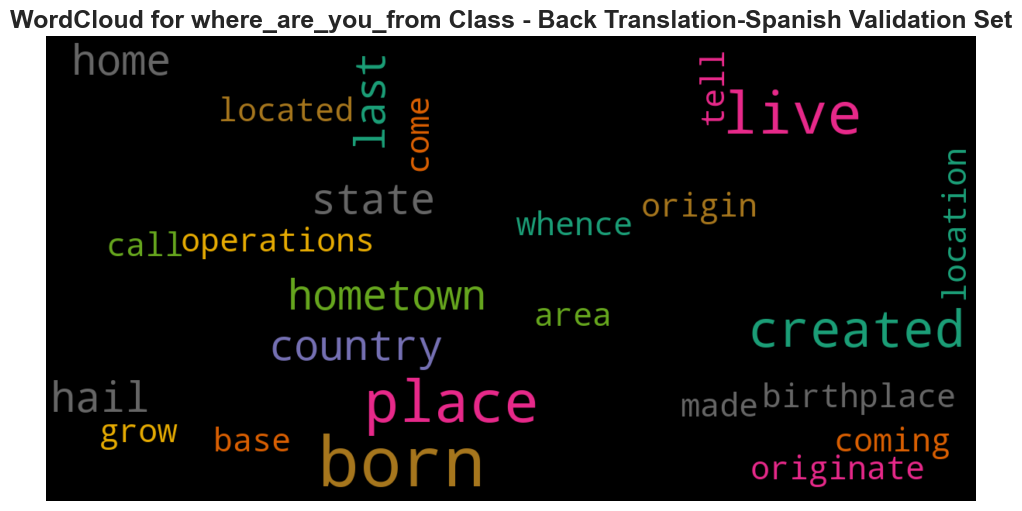 WordCloud for where_are_you_from Class - Back Translation-Spanish Validation Set
home
located
last
come
tell
live
location
state
origin
whence
call
operations
hometown
area
created
country
hail
place
made
birthplace
grow
base
born
coming
originate